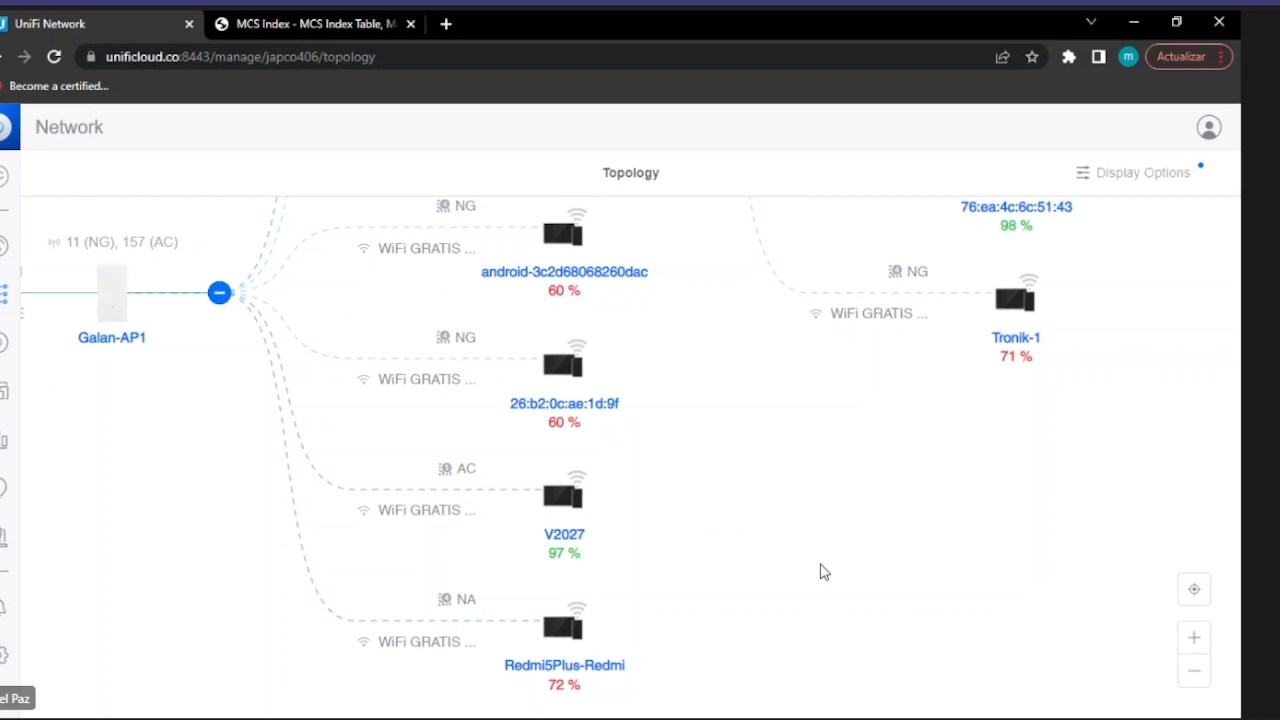 UniFi Network
MCS Index - MCS Index Table, M
unificloud.co:8443/manage/japco406/topology
Actualizar
Become a certified...
Network
Topology
Display Options
NG
76:ea:4c:6c:51:43
98 %
11 (NG), 157 (AC)
WiFi GRATIS ...
android-3c2d68068260dac
60 %
NG
WiFi GRATIS ...
Tronik-1
71 %
Galan-AP1
NG
WiFi GRATIS ...
26:b2:0c:ae:1d:9f
60 %
AC
WiFi GRATIS ...
V2027
97 %
NA
WiFi GRATIS ...
Redmi5Plus-Redmi
72 %
el Paz